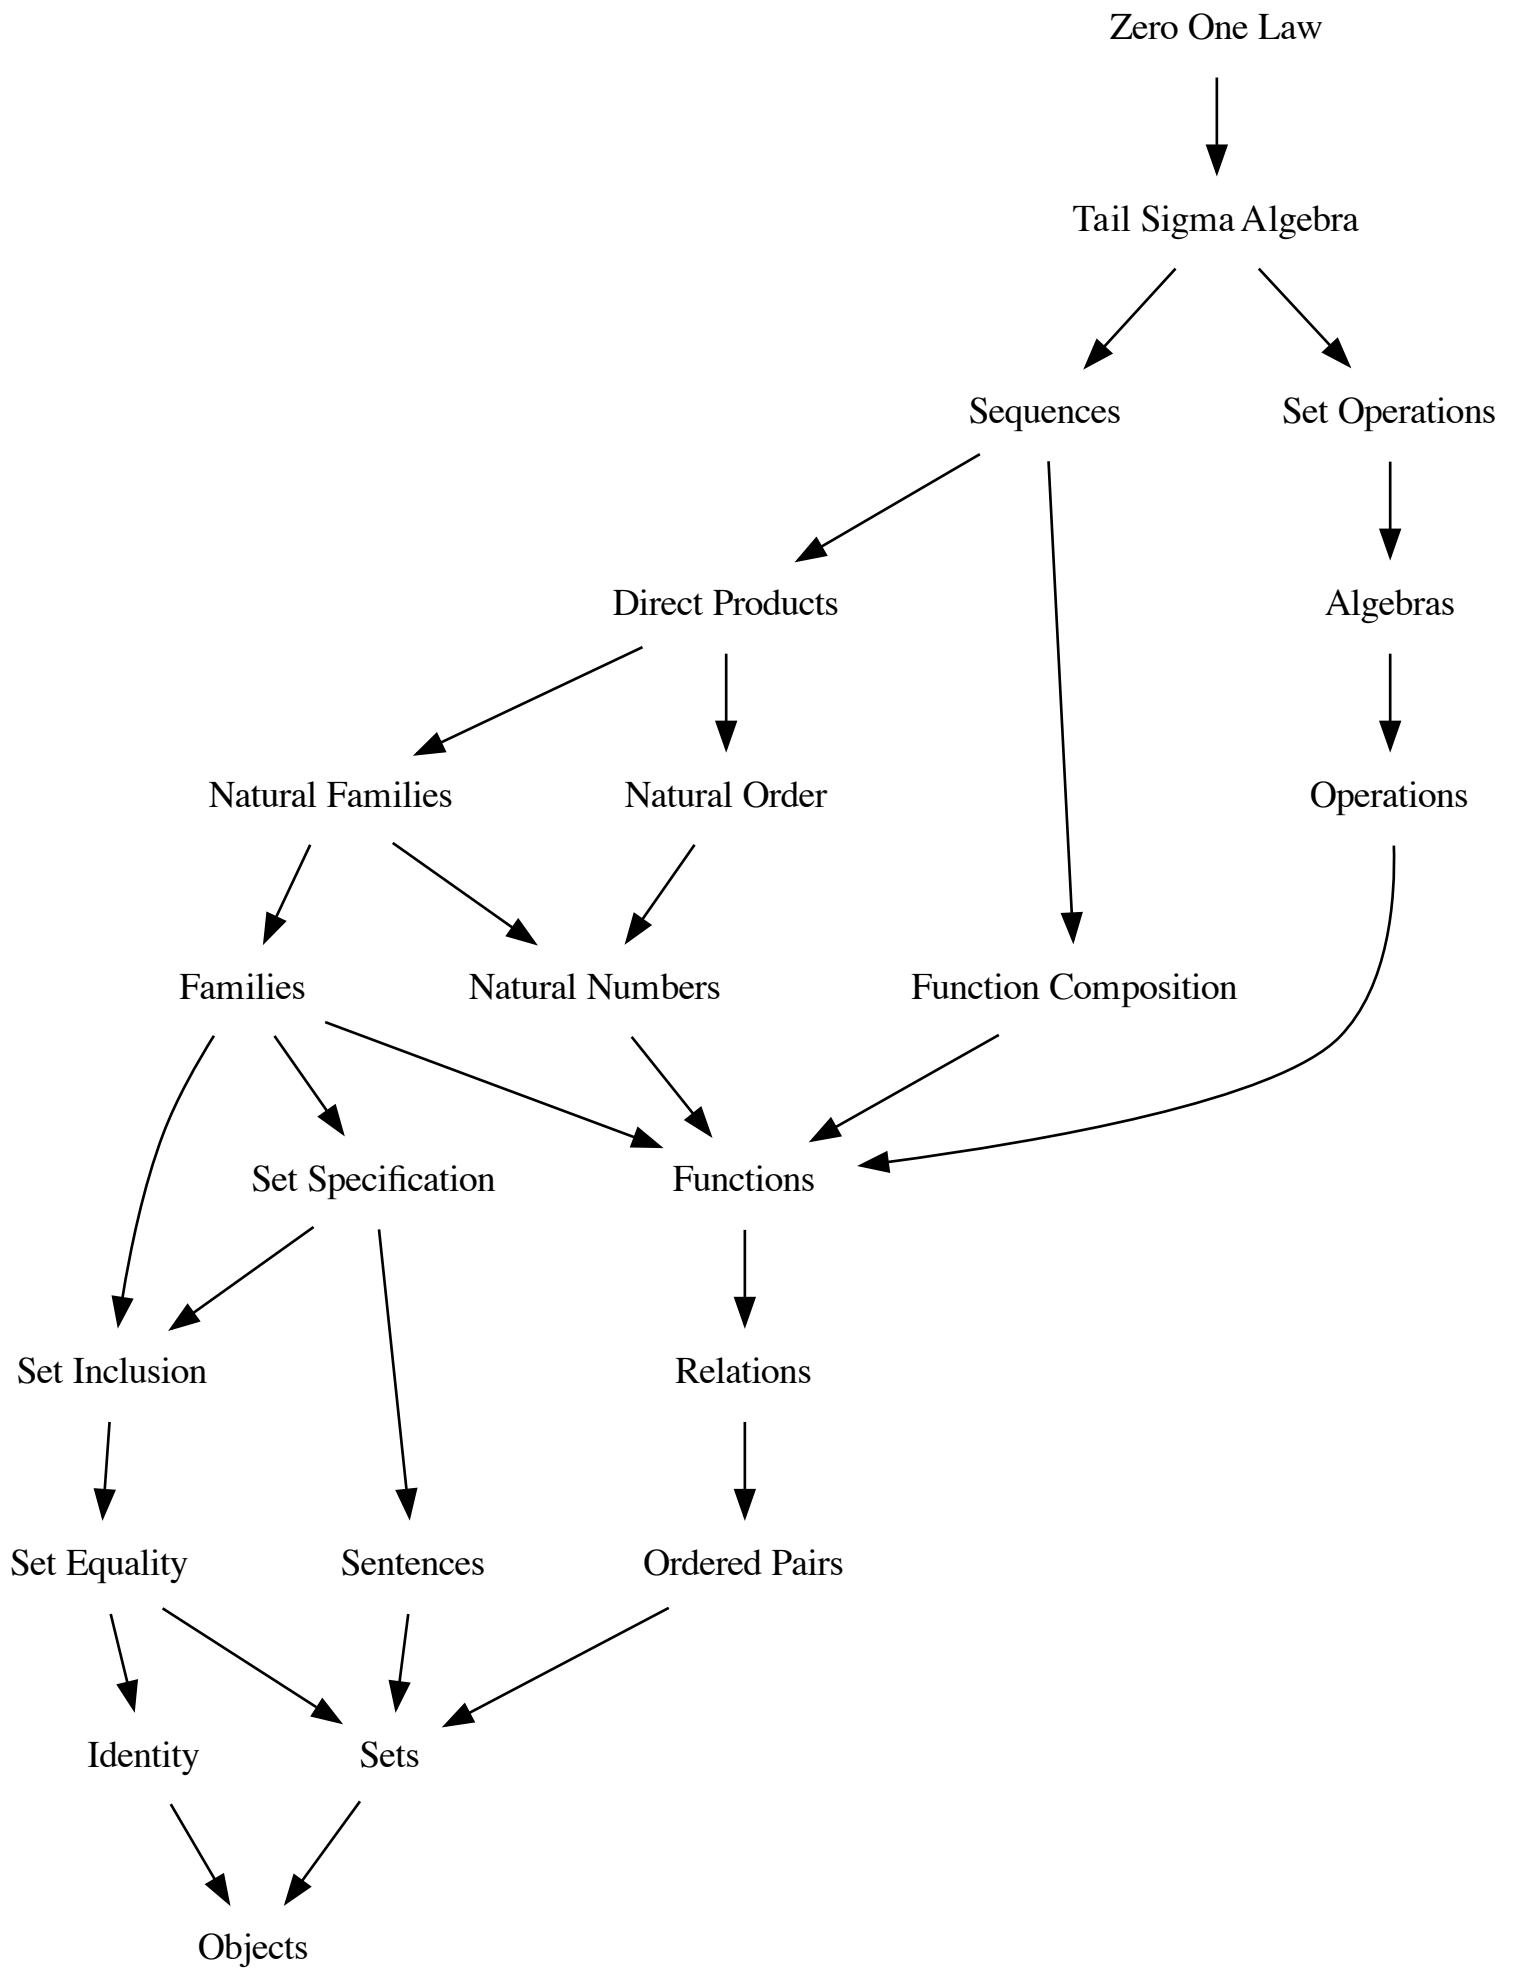 Zero One Law
Tail Sigma Algebra
Sequences
Set Operations
Direct Products
Algebras
Natural Families
Natural Order
Operations
Families
Natural Numbers
Function Composition
Set Specification
Functions
Set Inclusion
Relations
Set Equality
Sentences
Ordered Pairs
Identity
Sets
Objects